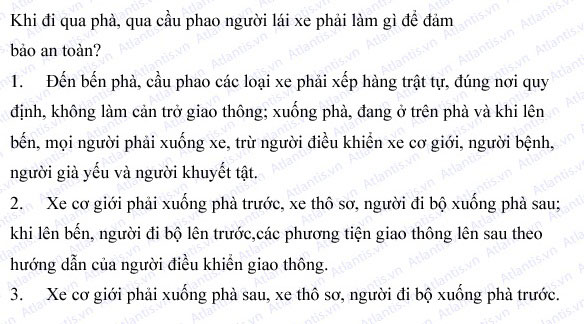 Khi đi qua phà, qua cầu phao người lái xe phải làm gì để đảm
bảo an toàn?
1. Đến bến phà, cầu phao các loại xe phải xếp hàng trật tự, đúng nơi quy
định, không làm cản trở giao thông; xuống phà, đang ở trên phà và khi lên
bến, mọi người phải xuống xe, trừ người điều khiển xe cơ giới, người bệnh,
người già yếu và người khuyết tật.
2. Xe cơ giới phải xuống phà trước, xe thô sơ, người đi bộ xuống phà sau;
khi lên bến, người đi bộ lên trước,các phương tiện giao thông lên sau theo
hướng dẫn của người điều khiển giao thông.
3. Xe cơ giới phải xuống phà sau, xe thô sơ, người đi bộ xuống phà trước.
Atlantis.vn